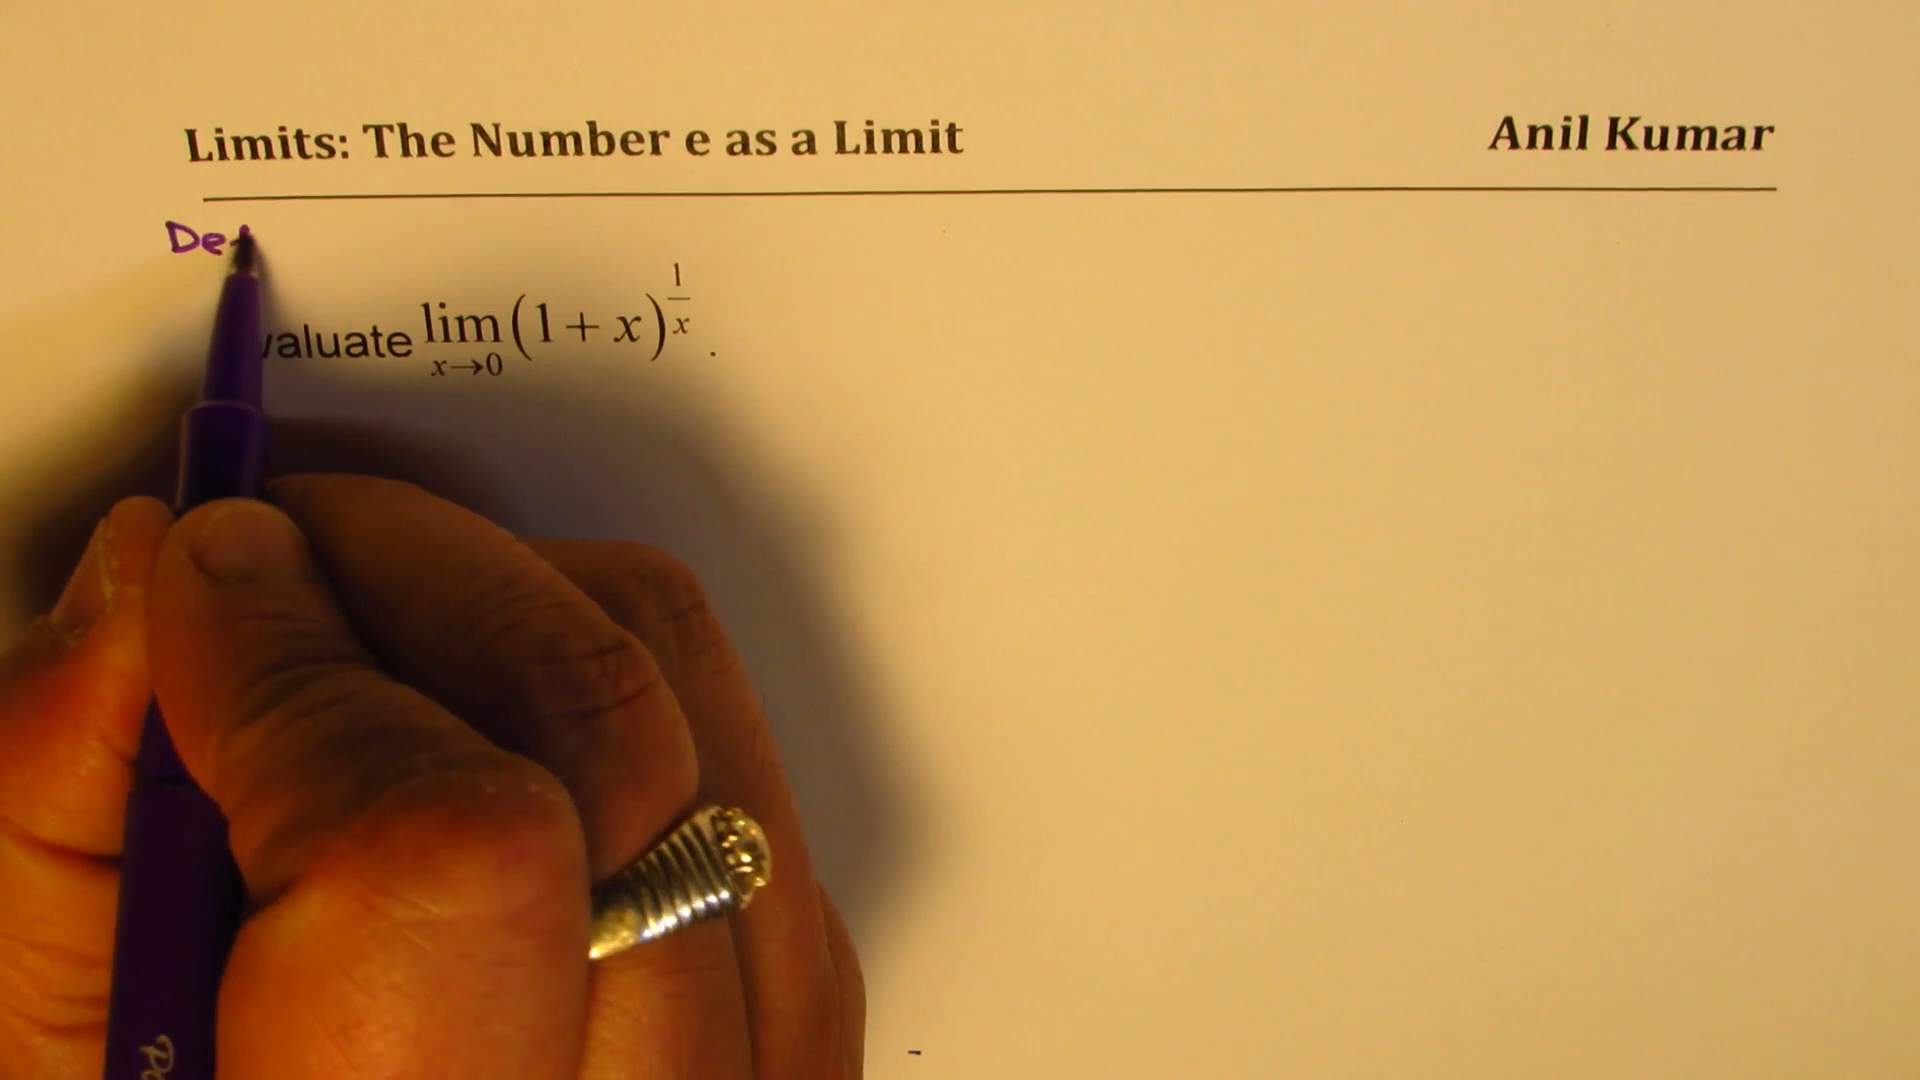 Limits: The Number e as a Limit Anil Kumar
De
valuate lim x→0 (1 + x)^(1/x) .